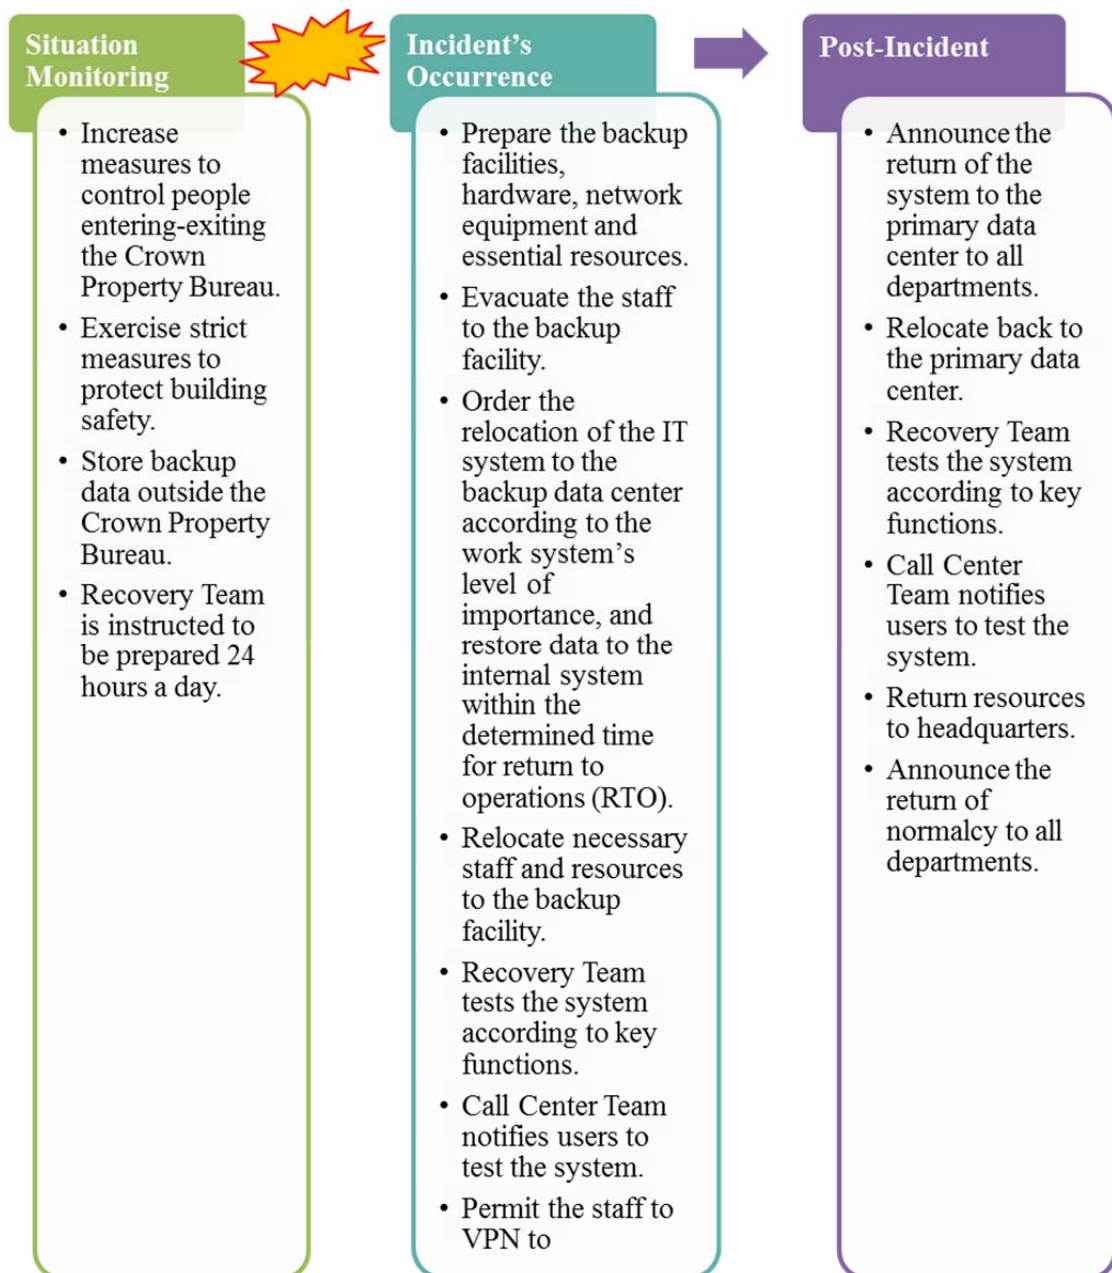 Situation
Monitoring
• Increase
measures to
control people
entering-exiting
the Crown
Property Bureau.
• Exercise strict
measures to
protect building
safety.
• Store backup
data outside the
Crown Property
Bureau.
• Recovery Team
is instructed to
be prepared 24
hours a day.
Incident’s
Occurrence
• Prepare the backup
facilities,
hardware, network
equipment and
essential resources.
• Evacuate the staff
to the backup
facility.
• Order the
relocation of the IT
system to the
backup data center
according to the
work system’s
level of
importance, and
restore data to the
internal system
within the
determined time
for return to
operations (RTO).
• Relocate necessary
staff and resources
to the backup
facility.
• Recovery Team
tests the system
according to key
functions.
• Call Center Team
notifies users to
test the system.
• Permit the staff to
VPN to
Post-Incident
• Announce the
return of the
system to the
primary data
center to all
departments.
• Relocate back to
the primary data
center.
• Recovery Team
tests the system
according to key
functions.
• Call Center
Team notifies
users to test the
system.
• Return resources
to headquarters.
• Announce the
return of
normalcy to all
departments.